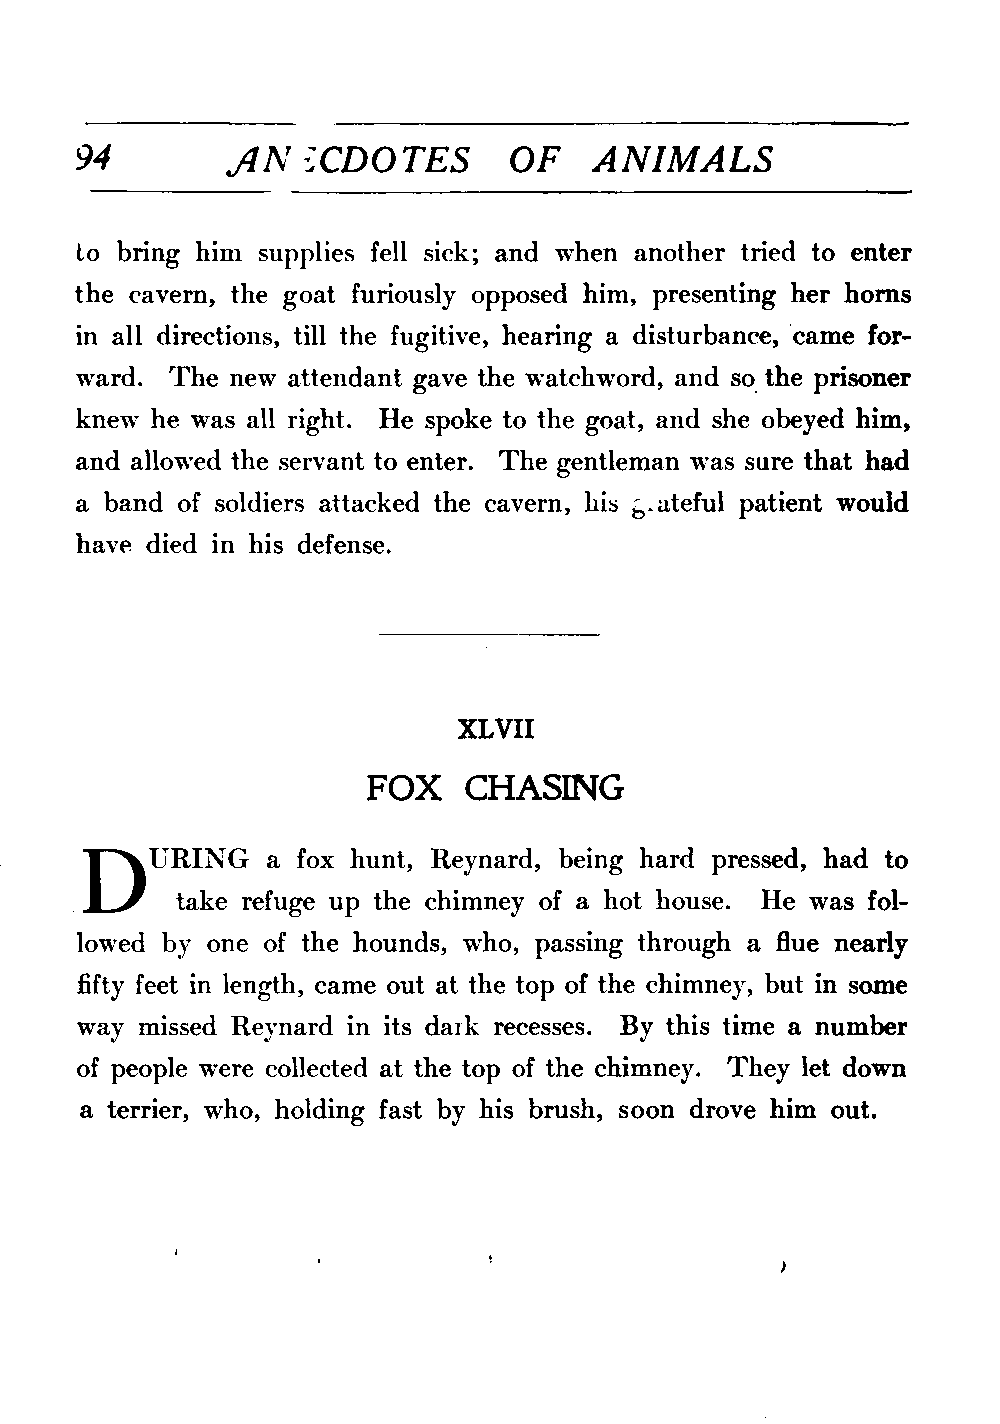 94 ANECDOTES OF ANIMALS
to bring him supplies fell sick; and when another tried to enter
the cavern, the goat furiously opposed him, presenting her horns
in all directions, till the fugitive, hearing a disturbance, came for-
ward. The new attendant gave the watchword, and so the prisoner
knew he was all right. He spoke to the goat, and she obeyed him,
and allowed the servant to enter. The gentleman was sure that had
a band of soldiers attacked the cavern, his grateful patient would
have died in his defense.
XLVII
FOX CHASING
DURING a fox hunt, Reynard, being hard pressed, had to
take refuge up the chimney of a hot house. He was fol-
lowed by one of the hounds, who, passing through a flue nearly
fifty feet in length, came out at the top of the chimney, but in some
way missed Reynard in its dark recesses. By this time a number
of people were collected at the top of the chimney. They let down
a terrier, who, holding fast by his brush, soon drove him out.